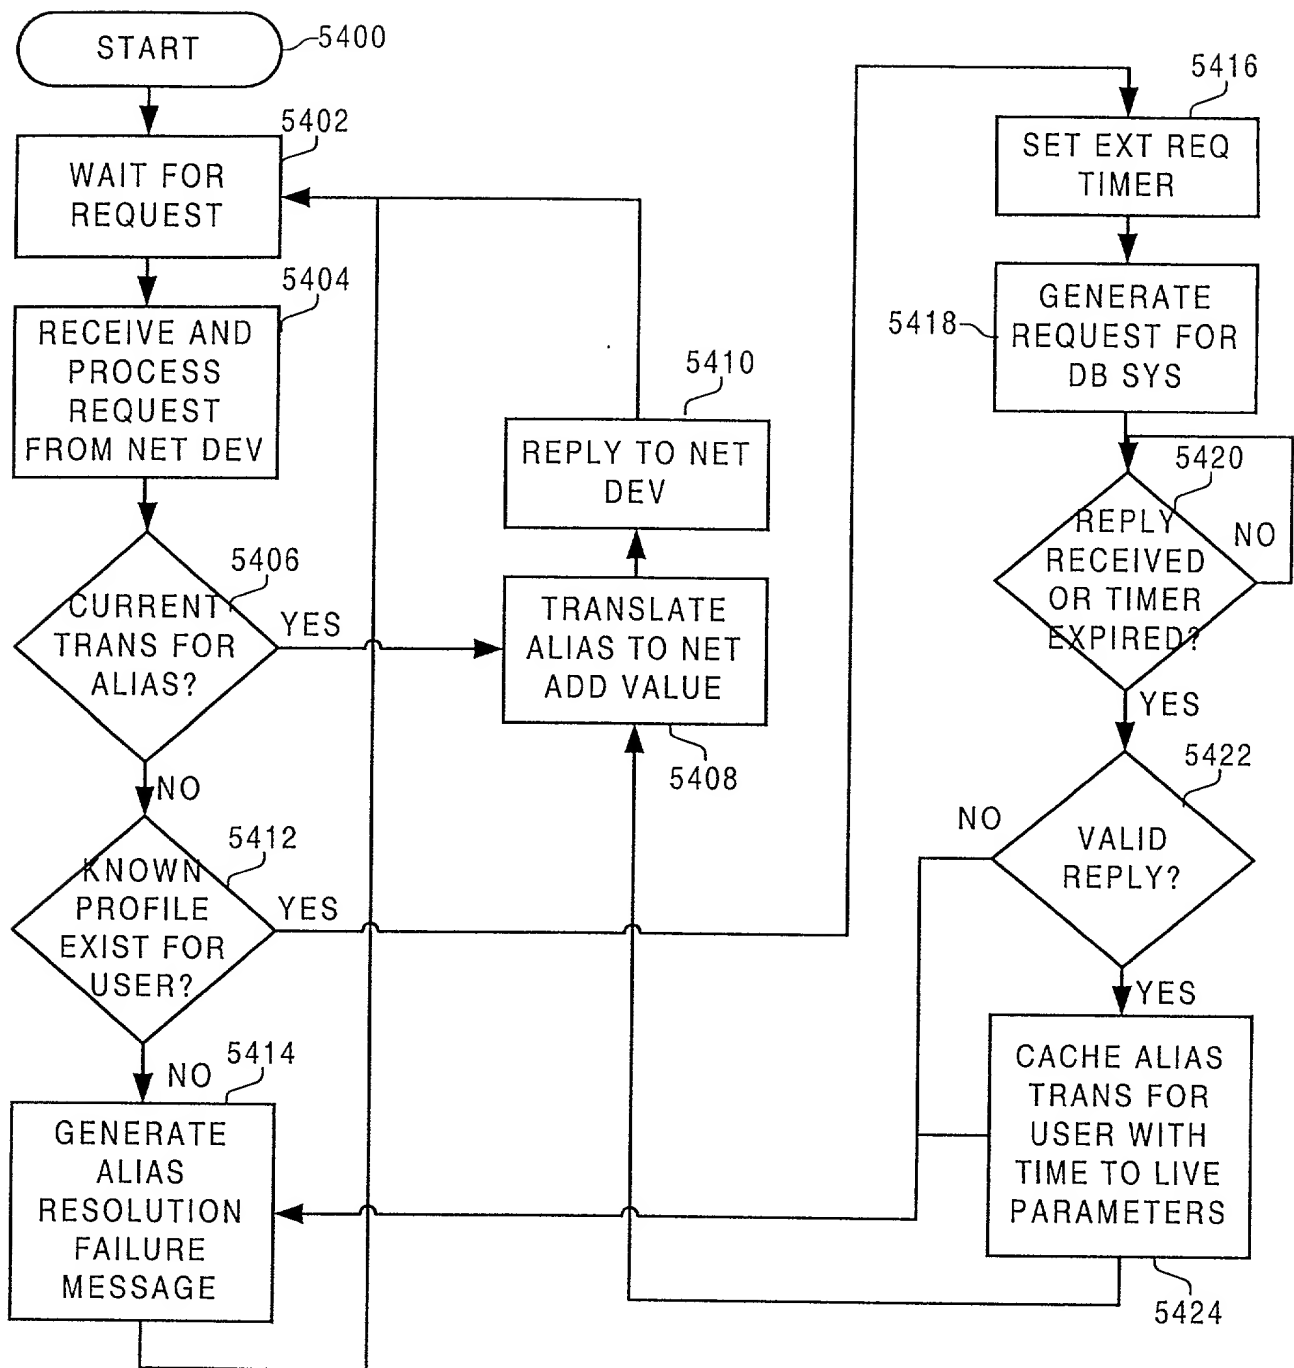 START
5400
5402
WAIT FOR
REQUEST
5404
RECEIVE AND
PROCESS
REQUEST
FROM NET DEV
5406
CURRENT
TRANS FOR
ALIAS?
YES
NO
5410
REPLY TO NET
DEV
TRANSLATE
ALIAS TO NET
ADD VALUE
5408
5412
KNOWN
PROFILE
EXIST FOR
USER?
YES
NO
5414
GENERATE
ALIAS
RESOLUTION
FAILURE
MESSAGE
5416
SET EXT REQ
TIMER
5418
GENERATE
REQUEST FOR
DB SYS
5420
REPLY
RECEIVED
OR TIMER
EXPIRED?
NO
YES
5422
VALID
REPLY?
NO
YES
CACHE ALIAS
TRANS FOR
USER WITH
TIME TO LIVE
PARAMETERS
5424